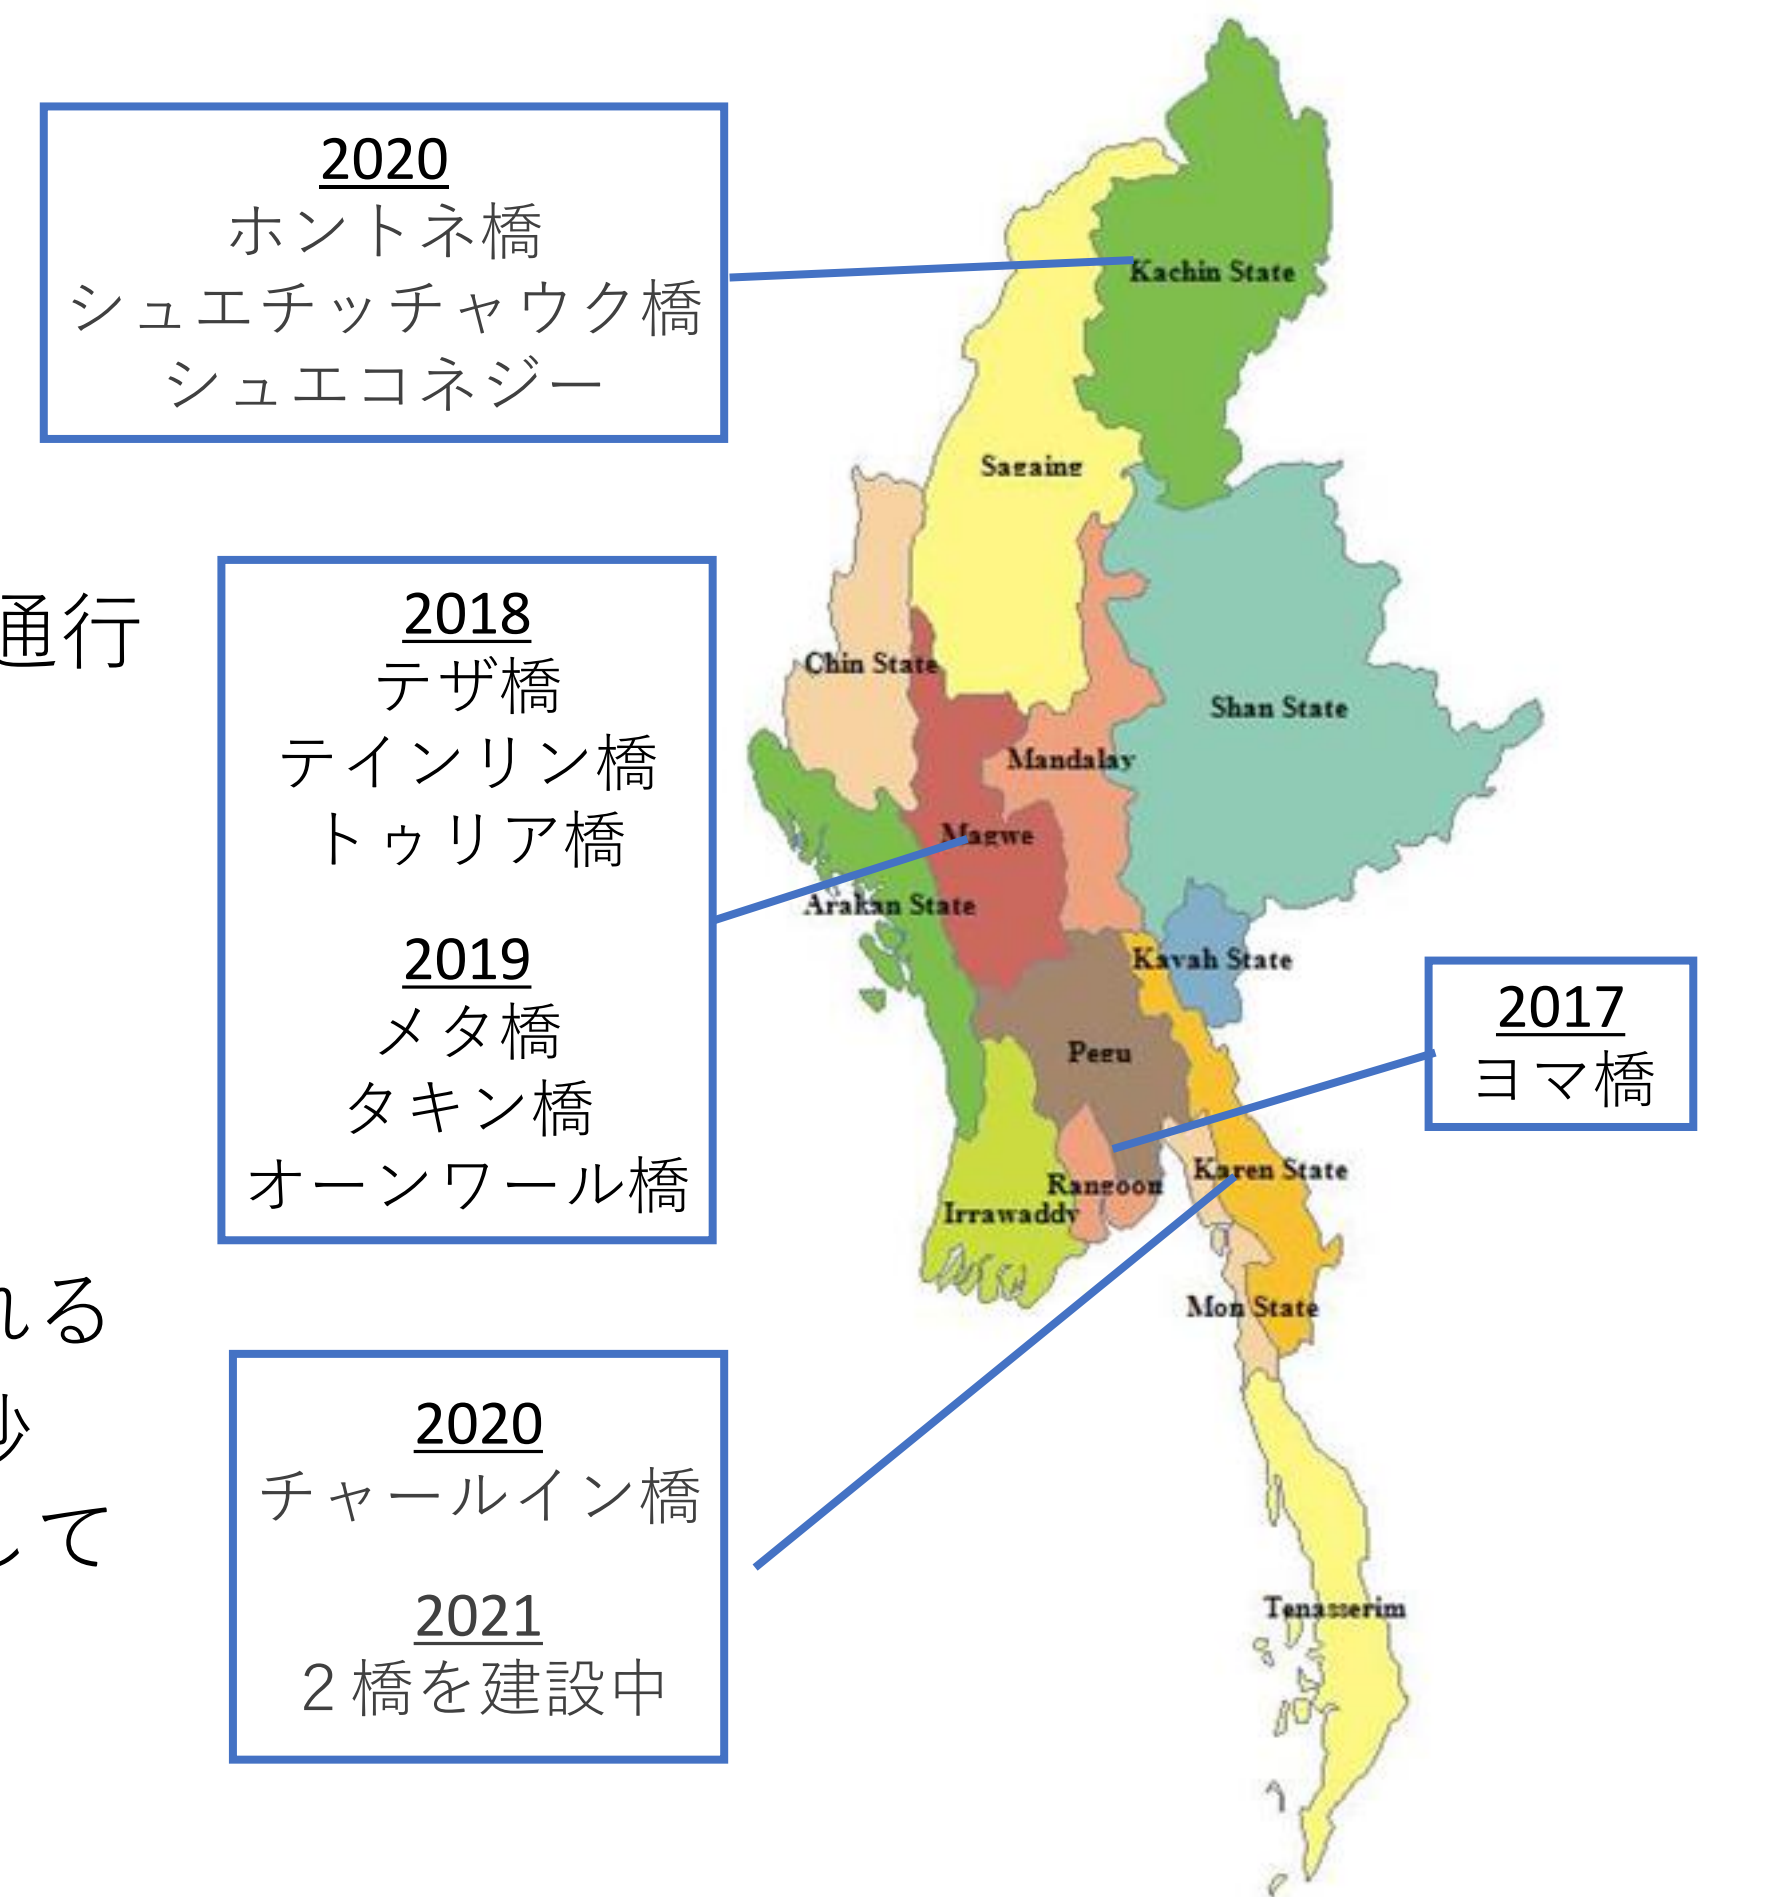 2020
ホントネ橋
シュエチッチャウク橋
シュエコネジー
通行
2018
テザ橋
テインリン橋
トゥリア橋
2019
メタ橋
タキン橋
オーンワール橋
れる
して
2020
チャールイン橋
2021
２橋を建設中
2017
ヨマ橋
Kachin State
Sagaing
Chin State
Shan State
Mandalay
Magwe
Arakan State
Kayah State
Pegu
Karen State
Rangoon
Irrawaddy
Mon State
Tenasserim